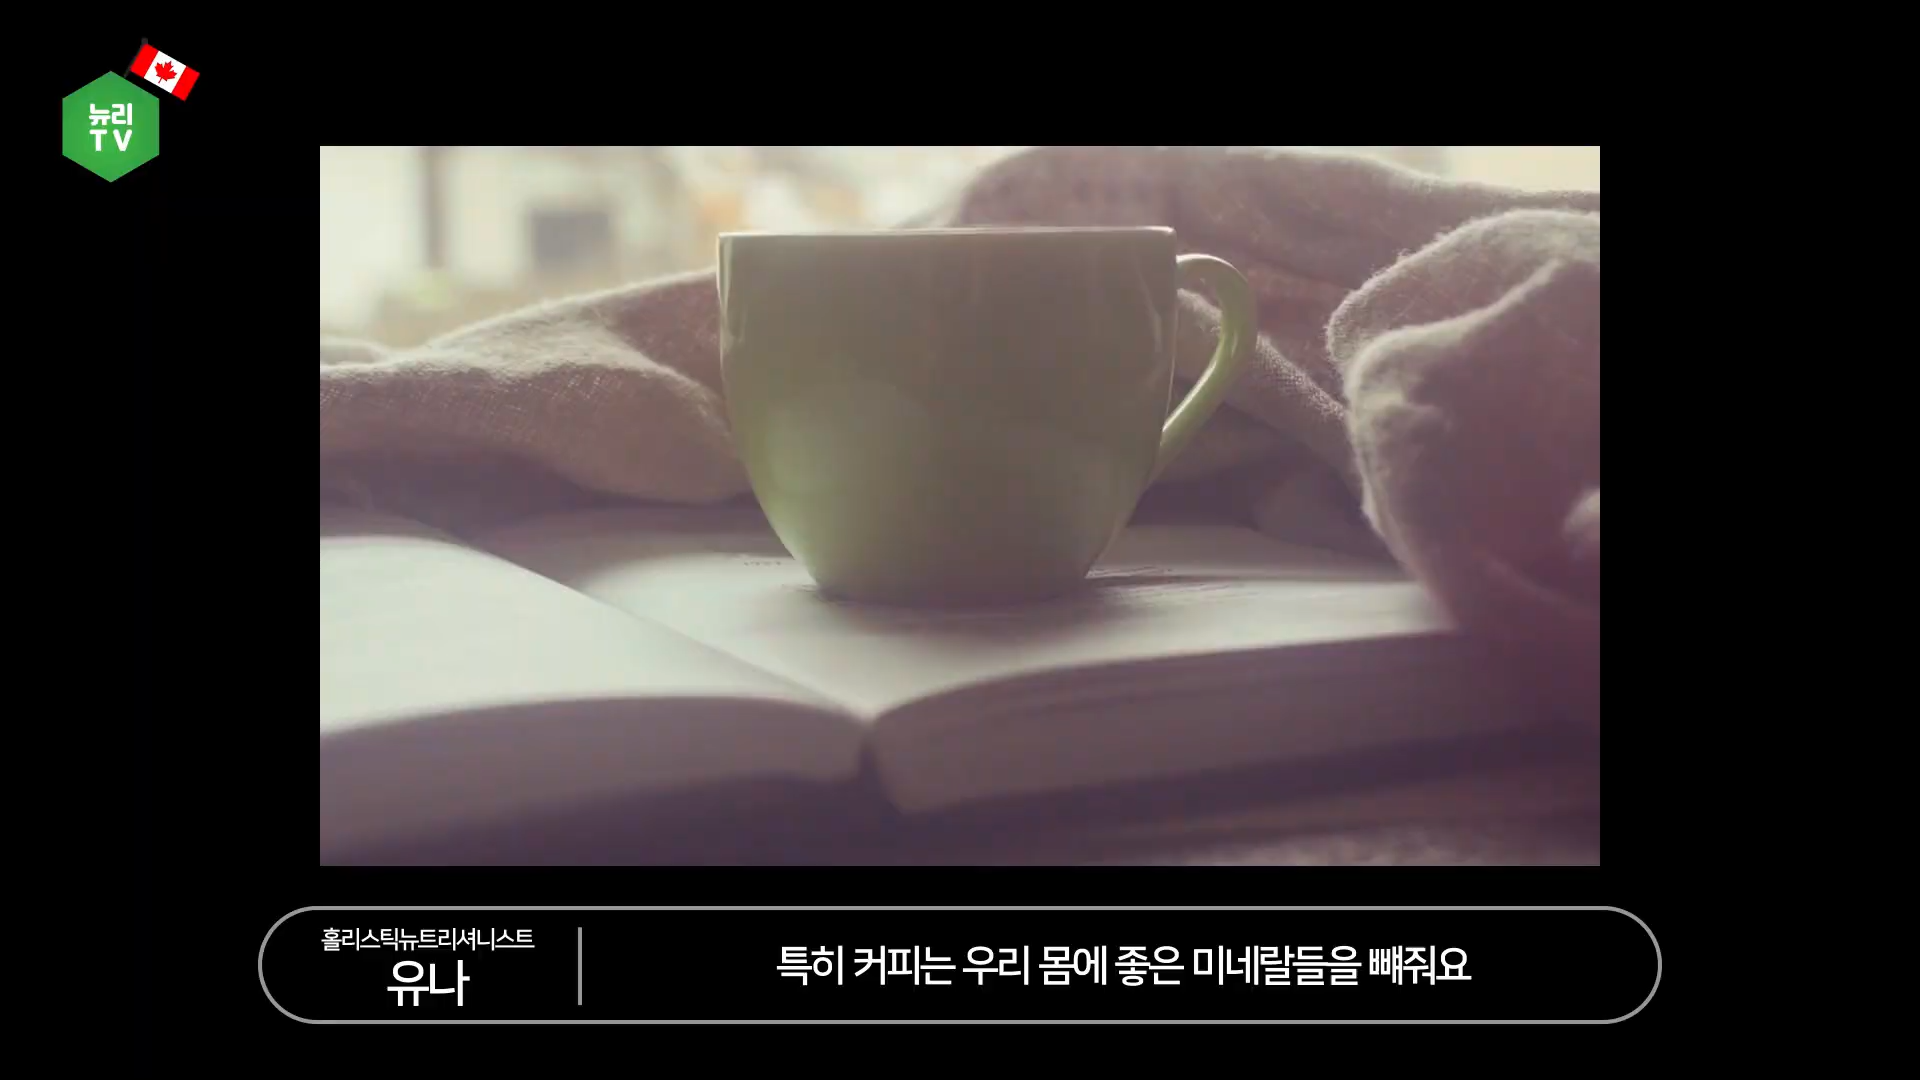 뉴리
TV
홀리스틱뉴트리셔니스트
유나
특히 커피는 우리 몸에 좋은 미네랄들을 뺴줘요